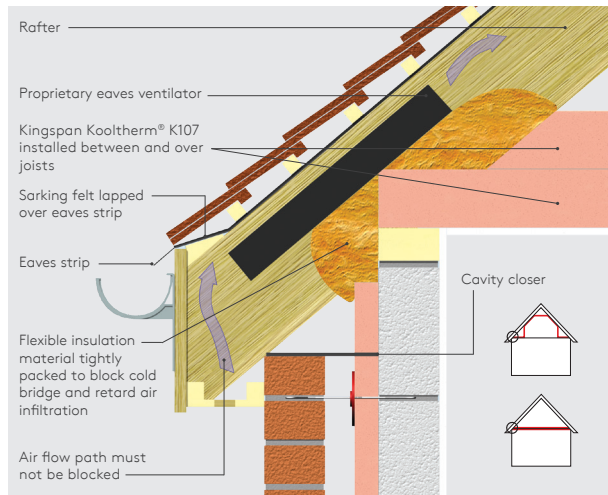 Rafter
Proprietary eaves ventilator
Kingspan Kooltherm® K107
installed between and over
joists
Sarking felt lapped
over eaves strip
Eaves strip
Cavity closer
Flexible insulation
material tightly
packed to block cold
bridge and retard air
infiltration
Air flow path must
not be blocked